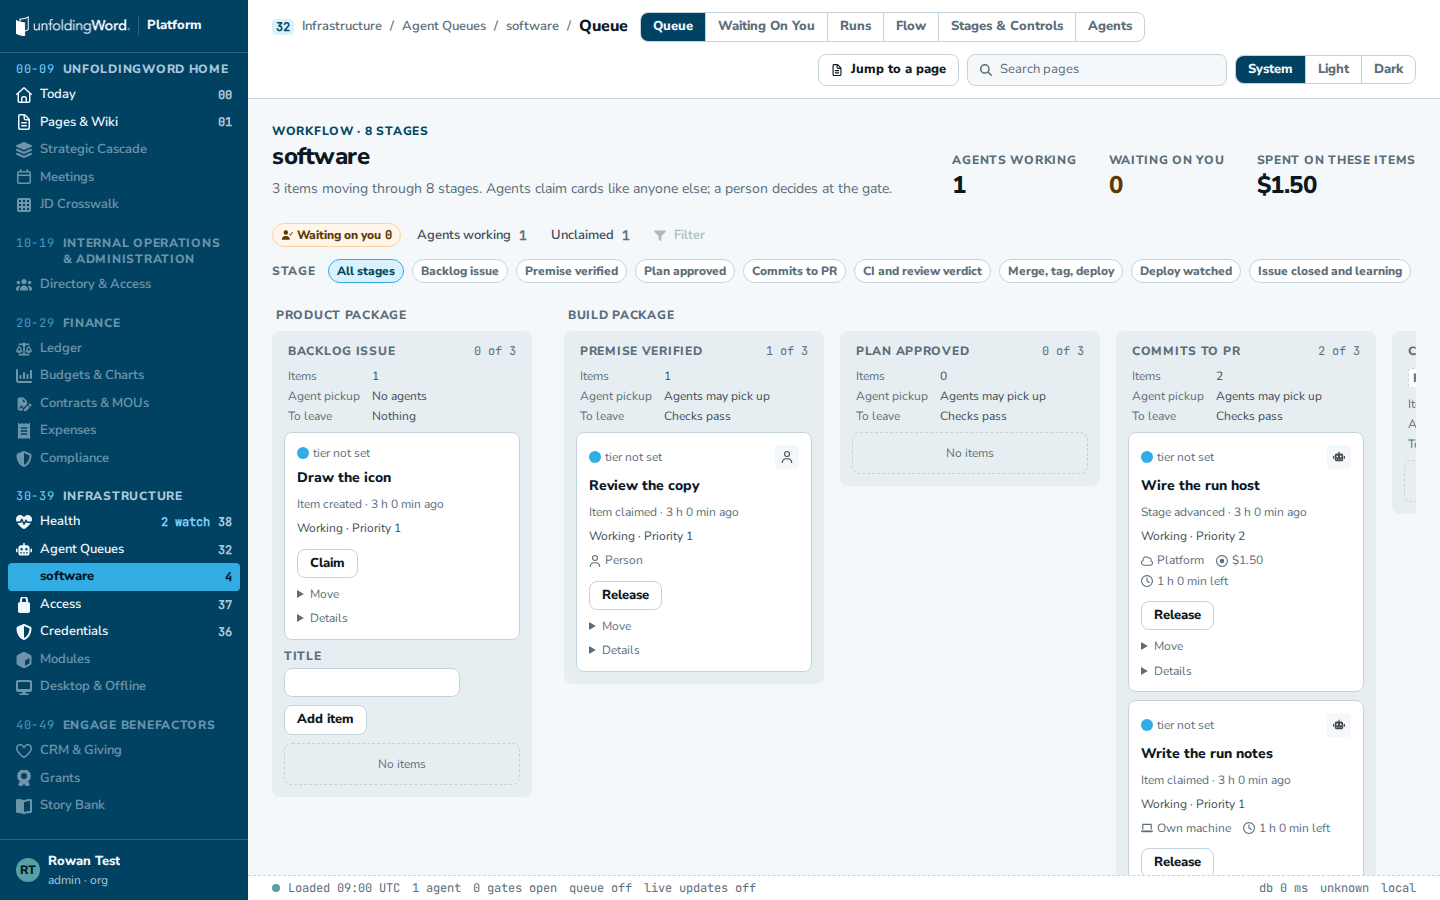 unfoldingWord Platform
00-09 UNFOLDINGWORD HOME
Today 00
Pages & Wiki 01
Strategic Cascade
Meetings
JD Crosswalk
10-19 INTERNAL OPERATIONS
& ADMINISTRATION
Directory & Access
20-29 FINANCE
Ledger
Budgets & Charts
Contracts & MOUs
Expenses
Compliance
30-39 INFRASTRUCTURE
Health 2 watch 38
Agent Queues 32
software 4
Access 37
Credentials 36
Modules
Desktop & Offline
40-49 ENGAGE BENEFACTORS
CRM & Giving
Grants
Story Bank
RT Rowan Test
admin · org
32 Infrastructure / Agent Queues / software / Queue
Queue Waiting On You Runs Flow Stages & Controls Agents
Jump to a page Search pages System Light Dark
WORKFLOW · 8 STAGES
software
3 items moving through 8 stages. Agents claim cards like anyone else; a person decides at the gate.
AGENTS WORKING
1
WAITING ON YOU
0
SPENT ON THESE ITEMS
$1.50
Waiting on you 0 Agents working 1 Unclaimed 1 Filter
STAGE All stages Backlog issue Premise verified Plan approved Commits to PR CI and review verdict Merge, tag, deploy Deploy watched Issue closed and learning
PRODUCT PACKAGE
BACKLOG ISSUE 0 of 3
Items 1
Agent pickup No agents
To leave Nothing
tier not set
Draw the icon
Item created · 3 h 0 min ago
Working · Priority 1
Claim
Move
Details
TITLE
Add item
No items
BUILD PACKAGE
PREMISE VERIFIED 1 of 3
Items 1
Agent pickup Agents may pick up
To leave Checks pass
tier not set
Review the copy
Item claimed · 3 h 0 min ago
Working · Priority 1
Person
Release
Move
Details
PLAN APPROVED 0 of 3
Items 0
Agent pickup Agents may pick up
To leave Checks pass
No items
COMMITS TO PR 2 of 3
Items 2
Agent pickup Agents may pick up
To leave Checks pass
tier not set
Wire the run host
Stage advanced · 3 h 0 min ago
Working · Priority 2
Platform $1.50
1 h 0 min left
Release
Move
Details
tier not set
Write the run notes
Item claimed · 3 h 0 min ago
Working · Priority 1
Own machine 1 h 0 min left
Release
Loaded 09:00 UTC 1 agent 0 gates open queue off live updates off
db 0 ms unknown local